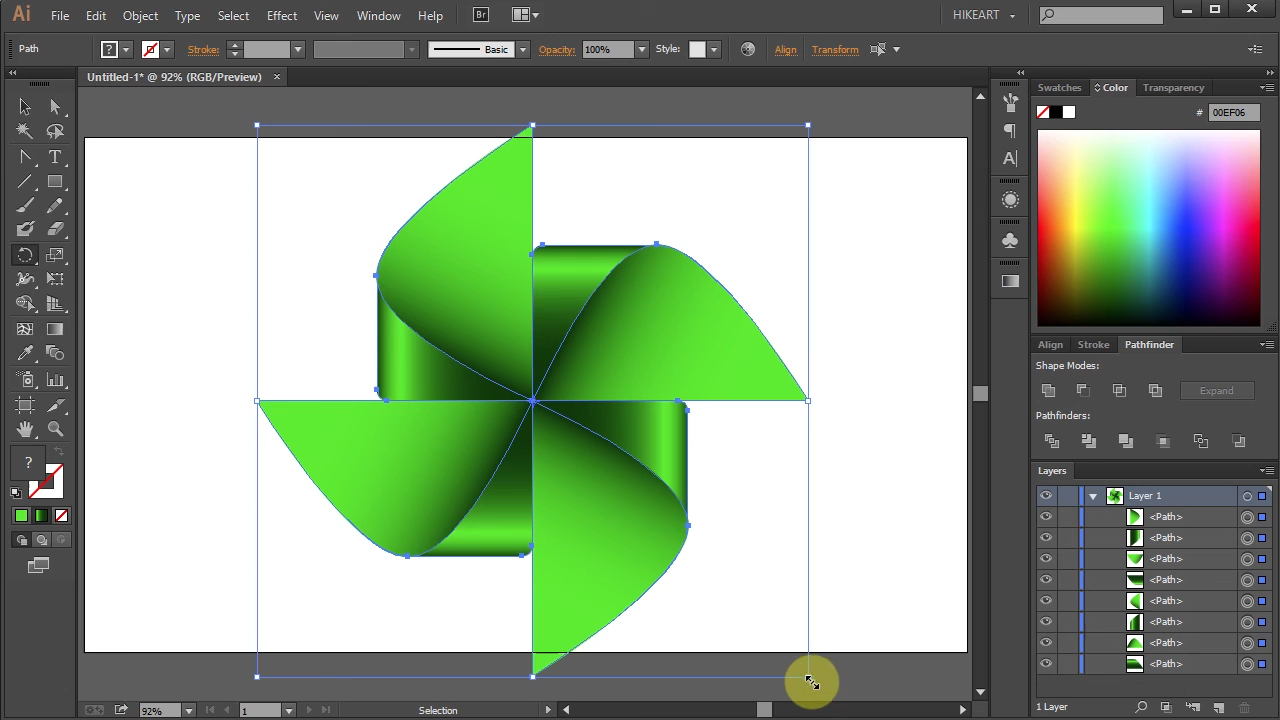 Ai File Edit Object Type Select Effect View Window Help Br HIKEART
Path ? Stroke: Basic Opacity: 100% Style: Align Transform
Untitled-1* @ 92% (RGB/Preview) ×
Swatches Color Transparency
# 00EF06
Align Stroke Pathfinder
Shape Modes:
Expand
Pathfinders:
?
Layers
Layer 1
<Path>
<Path>
<Path>
<Path>
<Path>
<Path>
<Path>
<Path>
92% 1 Selection 1 Layer